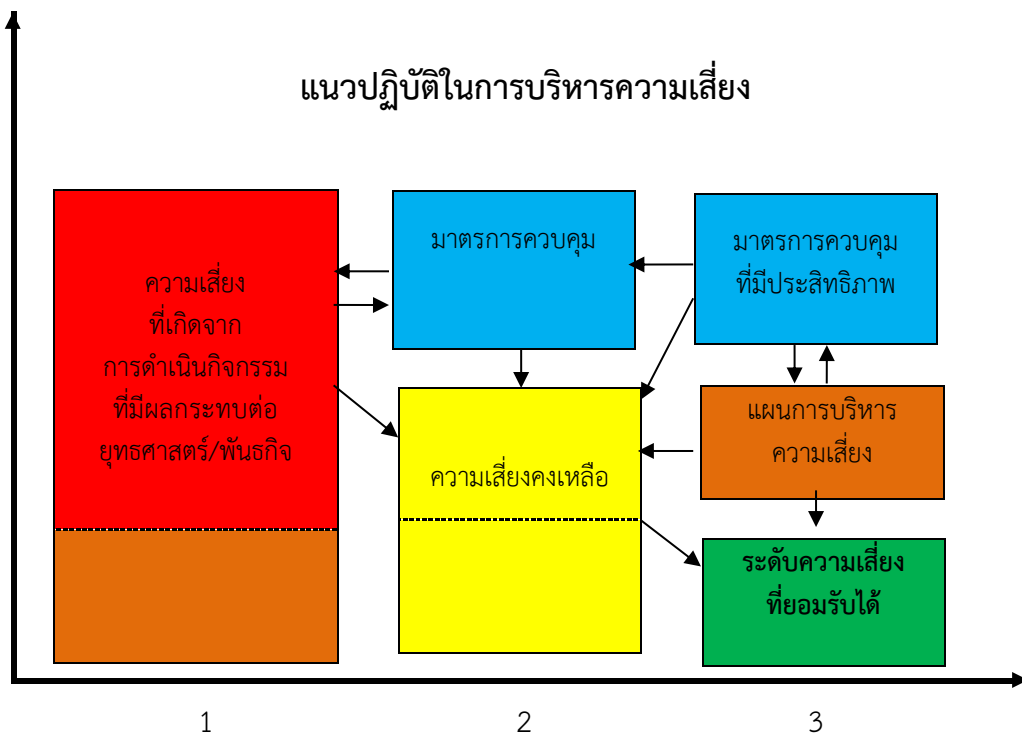 แนวปฏิบัติในการบริหารความเสี่ยง
ความเสี่ยง
ที่เกิดจาก
การดำเนินกิจกรรม
ที่มีผลกระทบต่อ
ยุทธศาสตร์/พันธกิจ
มาตรการควบคุม
ความเสี่ยงคงเหลือ
มาตรการควบคุม
ที่มีประสิทธิภาพ
แผนการบริหาร
ความเสี่ยง
ระดับความเสี่ยง
ที่ยอมรับได้
1
2
3